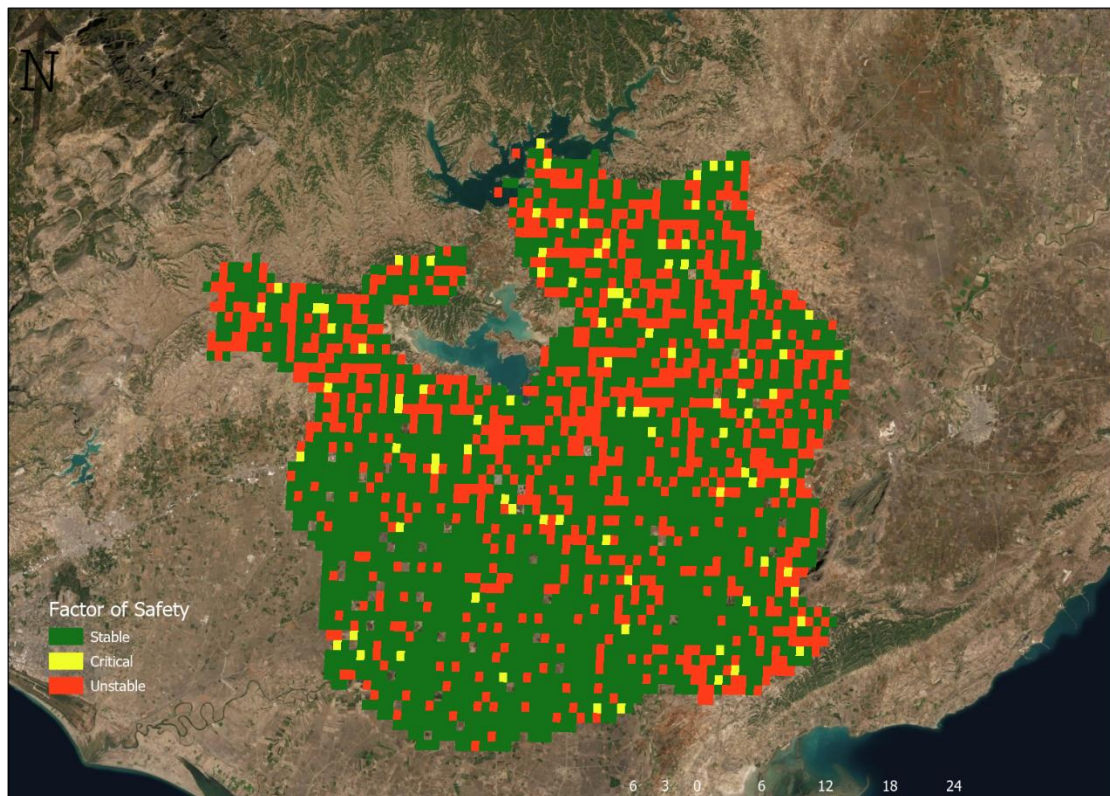 N
Factor of Safety
Stable
Critical
Unstable
6 3 0 6 12 18 24